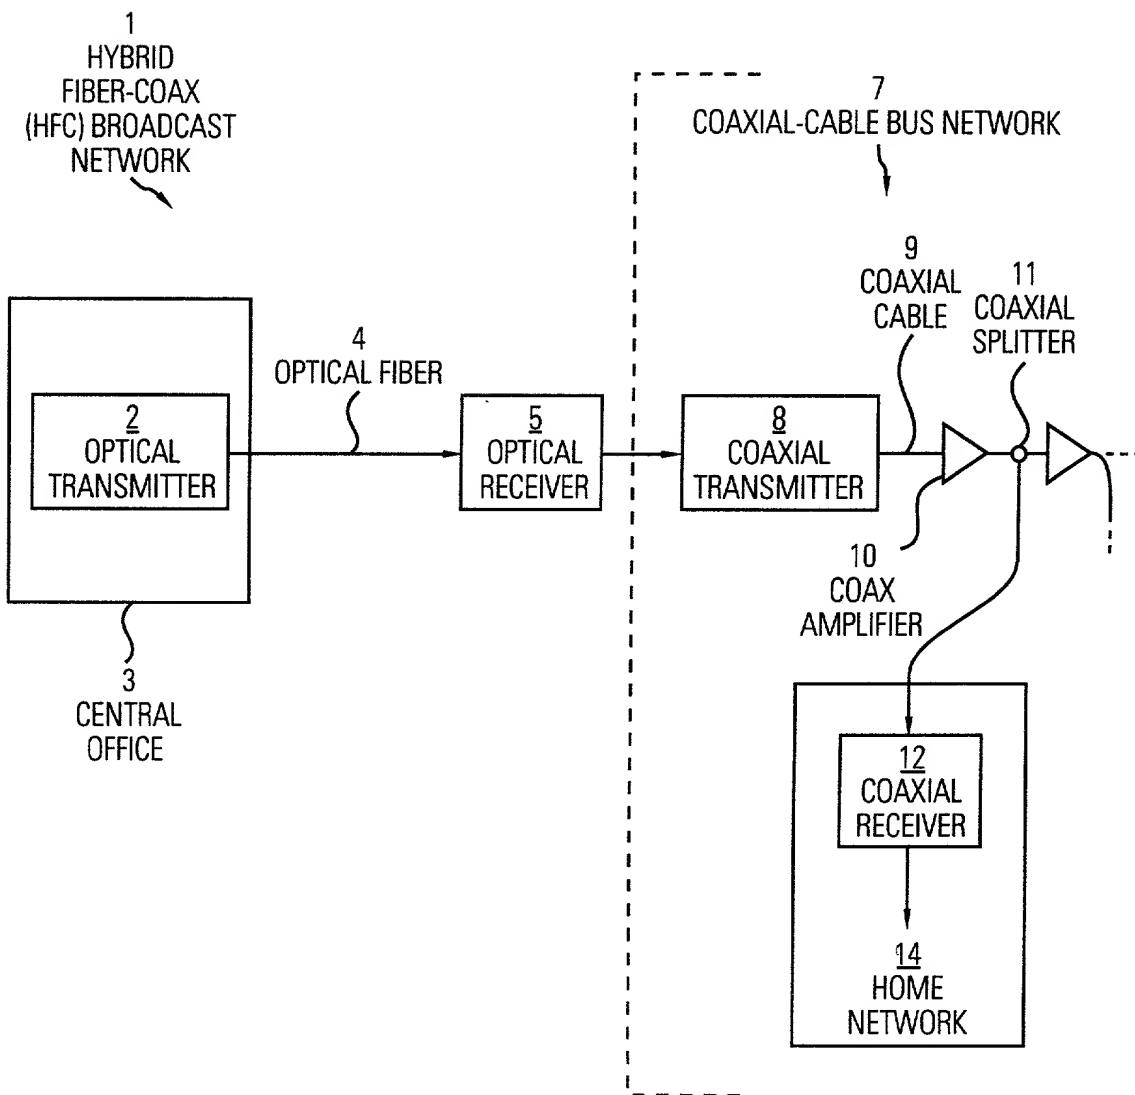 1
HYBRID
FIBER-COAX
(HFC) BROADCAST
NETWORK
7
COAXIAL-CABLE BUS NETWORK
9
COAXIAL
CABLE
11
COAXIAL
SPLITTER
4
OPTICAL FIBER
2
OPTICAL
TRANSMITTER
5
OPTICAL
RECEIVER
8
COAXIAL
TRANSMITTER
10
COAX
AMPLIFIER
3
CENTRAL
OFFICE
12
COAXIAL
RECEIVER
14
HOME
NETWORK